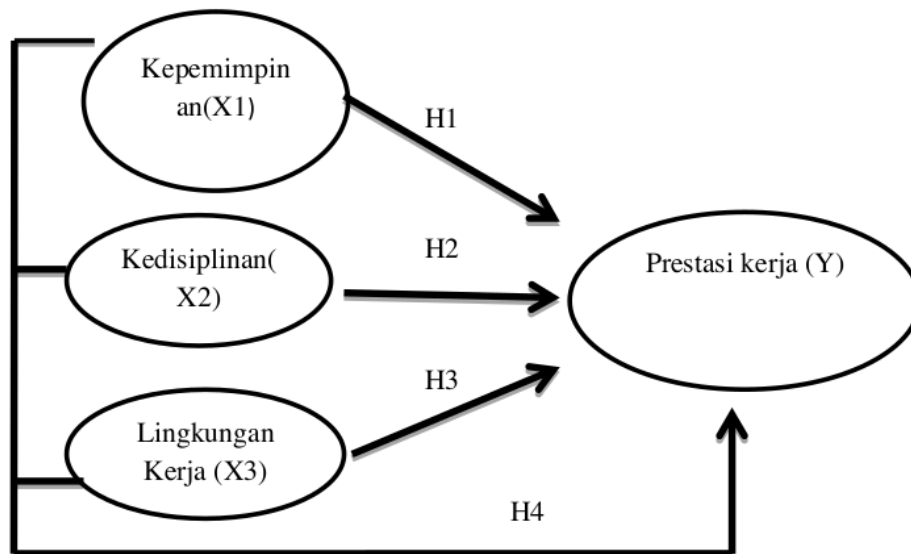 Kepemimpin
an(X1)
H1
Kedisiplinan(
X2)
H2
Prestasi kerja (Y)
Lingkungan
Kerja (X3)
H3
H4